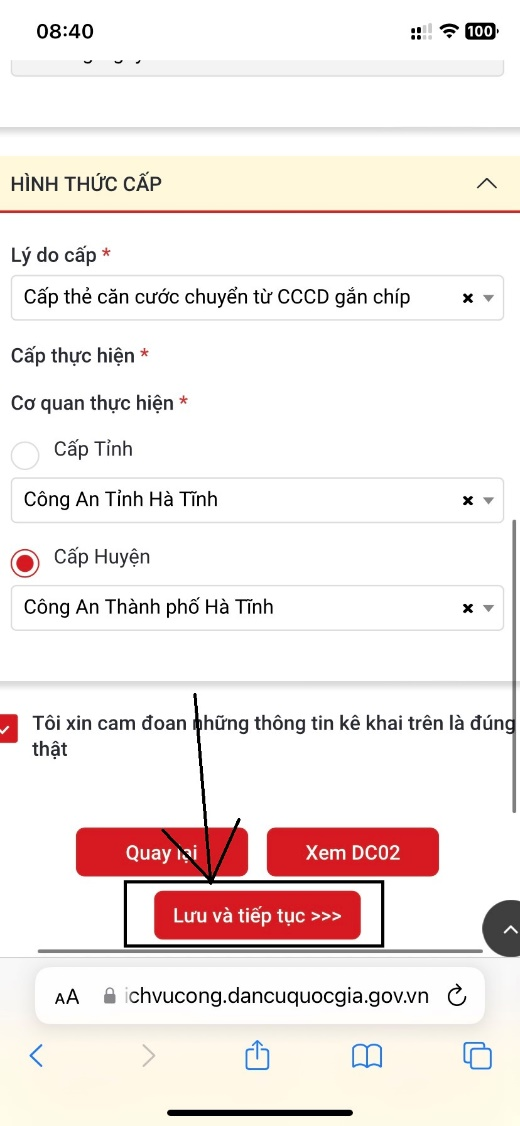 08:40
100
HÌNH THỨC CẤP
Lý do cấp *
Cấp thẻ căn cước chuyển từ CCCD gắn chíp
Cấp thực hiện *
Cơ quan thực hiện *
Cấp Tỉnh
Công An Tỉnh Hà Tĩnh
Cấp Huyện
Công An Thành phố Hà Tĩnh
Tôi xin cam đoan những thông tin kê khai trên là đúng
thật
Quay lại
Xem DC02
Lưu và tiếp tục >>>
AA
ichvucong.dancuquocgia.gov.vn